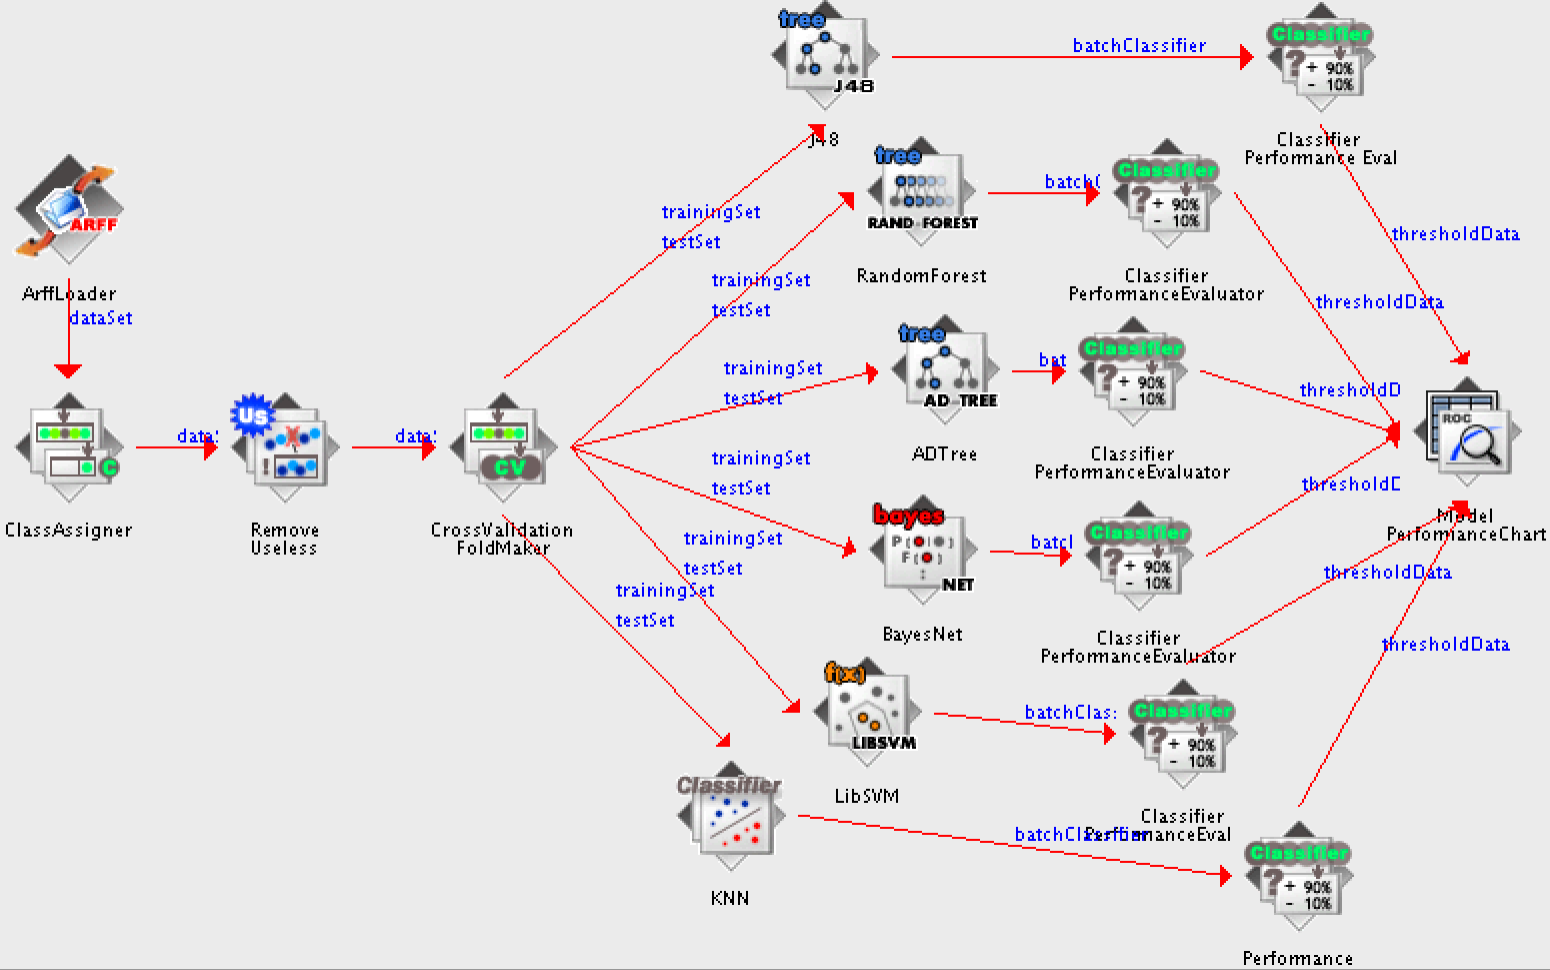 tree
J48
J48
batchClassifier
Classifier
? + 90%
- 10%
Classifier
Performance Eval
ARFF
ArffLoader
dataSet
trainingSet
testSet
tree
RAND-FOREST
RandomForest
batch(
Classifier
? + 90%
- 10%
Classifier
PerformanceEvaluator
thresholdData
trainingSet
testSet
thresholdData
tree
AD TREE
ADTree
trainingSet
testSet
bat
Classifier
? + 90%
- 10%
Classifier
PerformanceEvaluator
thresholdD
ROC
Model
PerformanceChart
C
ClassAssigner
data:
Us
!
Remove
Useless
data:
CV
CrossValidation
FoldMaker
trainingSet
testSet
bayes
P( | )
F( )
:
NET
BayesNet
batcl
Classifier
? + 90%
- 10%
Classifier
PerformanceEvaluator
thresholdE
trainingSet
testSet
trainingSet
testSet
thresholdData
f(x)
LIBSVM
LibSVM
batchClas:
Classifier
? + 90%
- 10%
Classifier
PerformanceEval
thresholdData
Classifier
KNN
batchClassifier
Classifier
? + 90%
- 10%
Performance